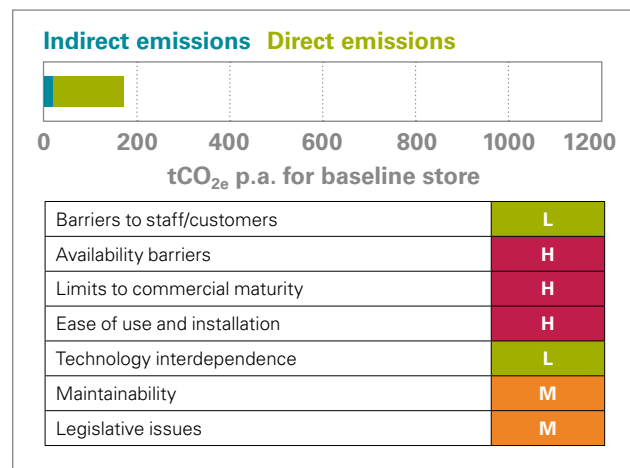 Indirect emissions Direct emissions
0 200 400 600 800 1000 1200
tCO2e p.a. for baseline store
Barriers to staff/customers L
Availability barriers H
Limits to commercial maturity H
Ease of use and installation H
Technology interdependence L
Maintainability M
Legislative issues M